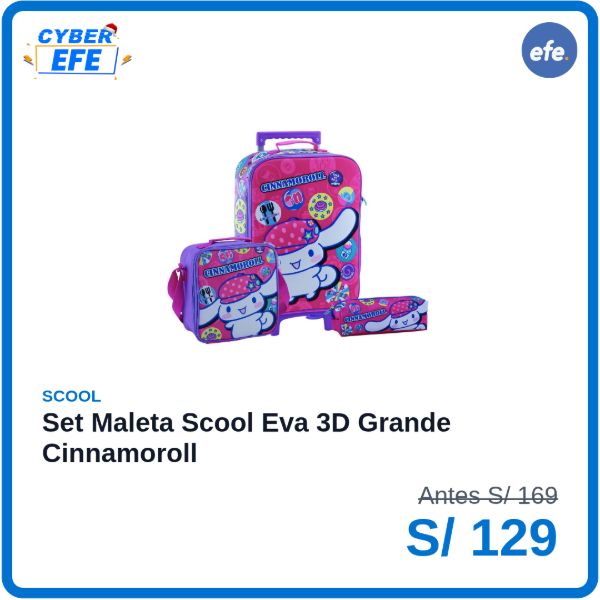 CYBER
EFE
efe.
CINNAMOROLL
CINNAMOROLL
CINNAMOROLL
SCOOL
Set Maleta Scool Eva 3D Grande
Cinnamoroll
Antes S/ 169
S/ 129